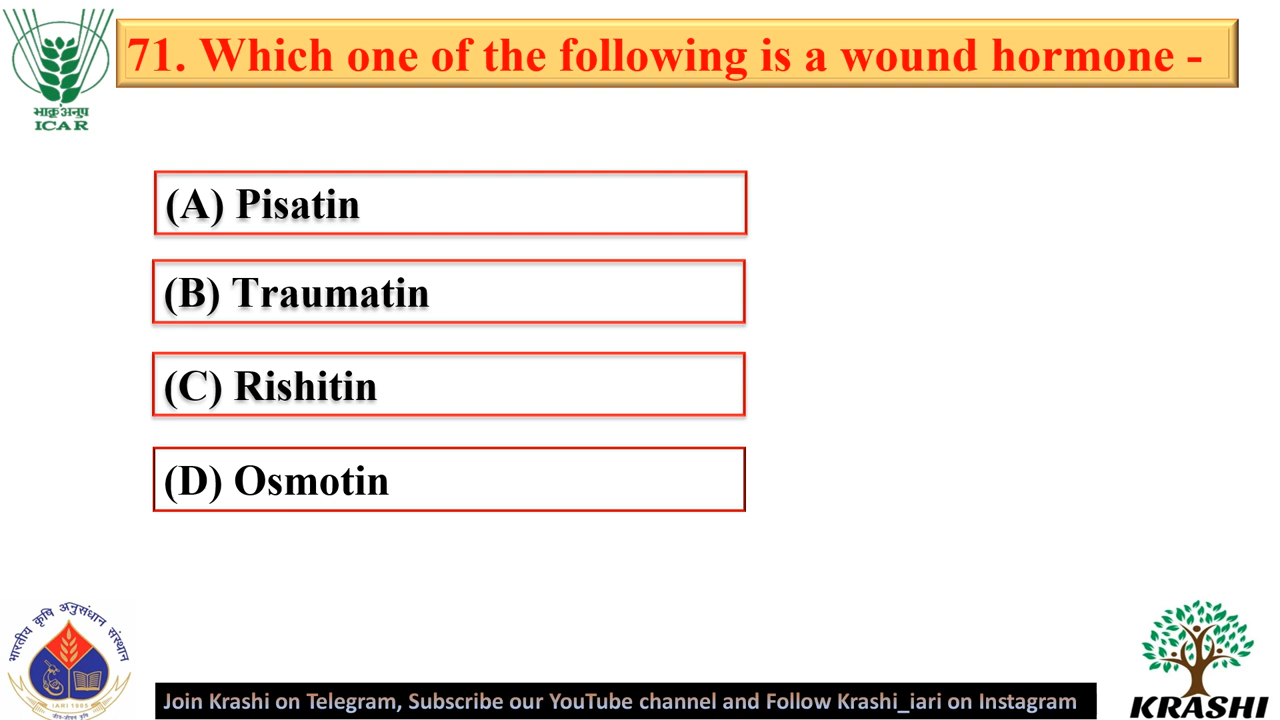 71. Which one of the following is a wound hormone -
भाकृअनुप
ICAR
(A) Pisatin
(B) Traumatin
(C) Rishitin
(D) Osmotin
भारतीय कृषि अनुसंधान संस्थान
IARI 1905
Join Krashi on Telegram, Subscribe our YouTube channel and Follow Krashi_iari on Instagram
KRASHI